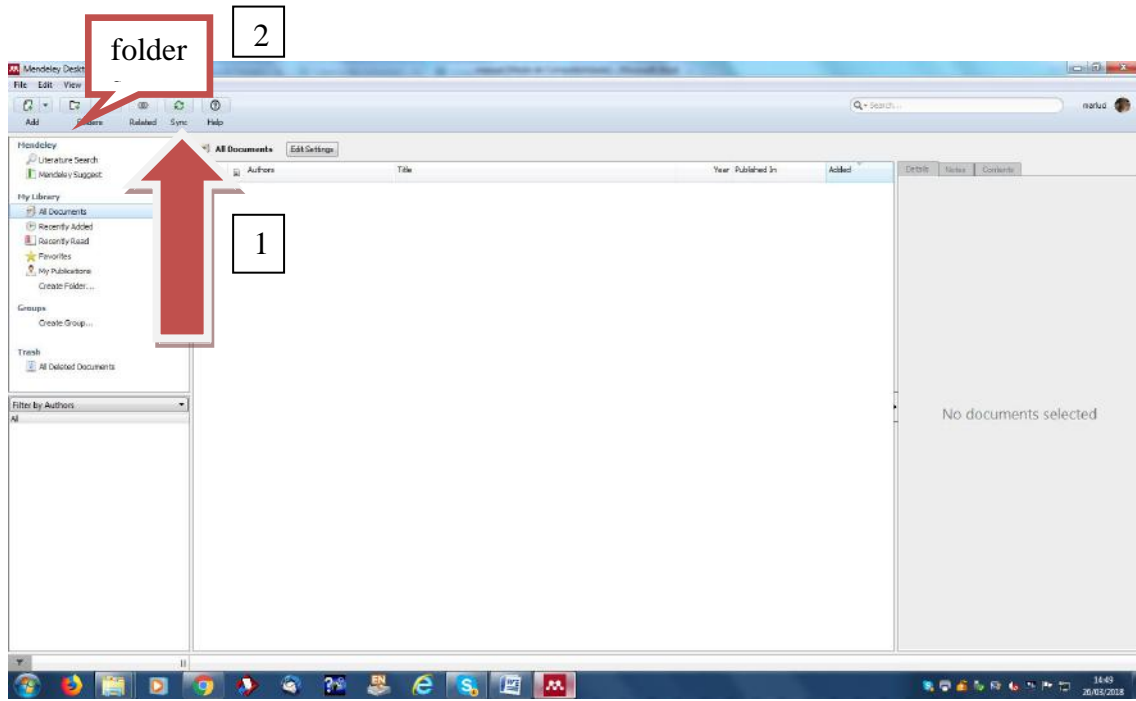 folder
2
Mendeley Deskt
File Edit View
Add Folders Related Sync Help
Search...
marlud
Mendeley
Literature Search
Mendeley Suggest
My Library
All Documents
Recently Added
Recently Read
Favorites
My Publications
Create Folder...
Groups
Create Group...
Trash
All Deleted Documents
Filter by Authors
All
All Documents Edit Settings
Authors Title Year Published In Added
Details Notes Contents
1
No documents selected
EN
14:49
26/03/2018